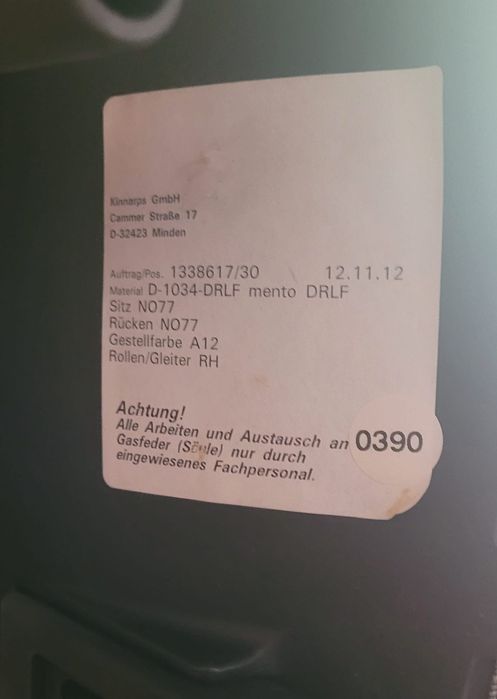 Kinnarps GmbH
Cammer Straße 17
D-32423 Minden
Auftrag/Pos. 1338617/30 12.11.12
Material D-1034-DRLF mento DRLF
Sitz NO77
Rücken NO77
Gestellfarbe A12
Rollen/Gleiter RH
Achtung!
Alle Arbeiten und Austausch an
Gasfeder (Säule) nur durch
eingewiesenes Fachpersonal.
0390